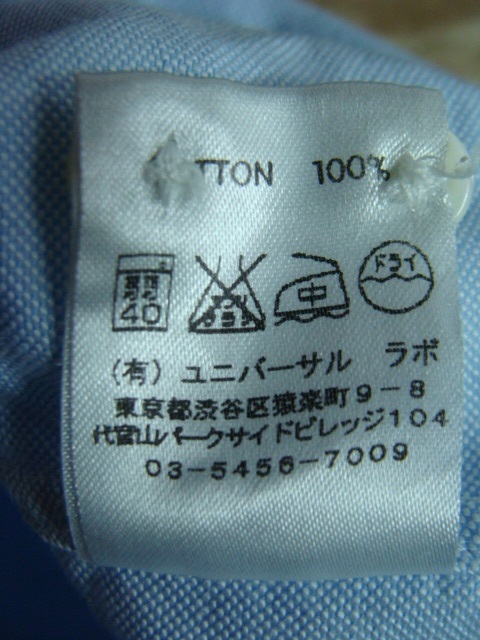 TTON 100%
40 中 ドライ
(有) ユニバーサル ラボ
東京都渋谷区猿楽町9-8
代官山パークサイドビレッジ104
03-5456-7009